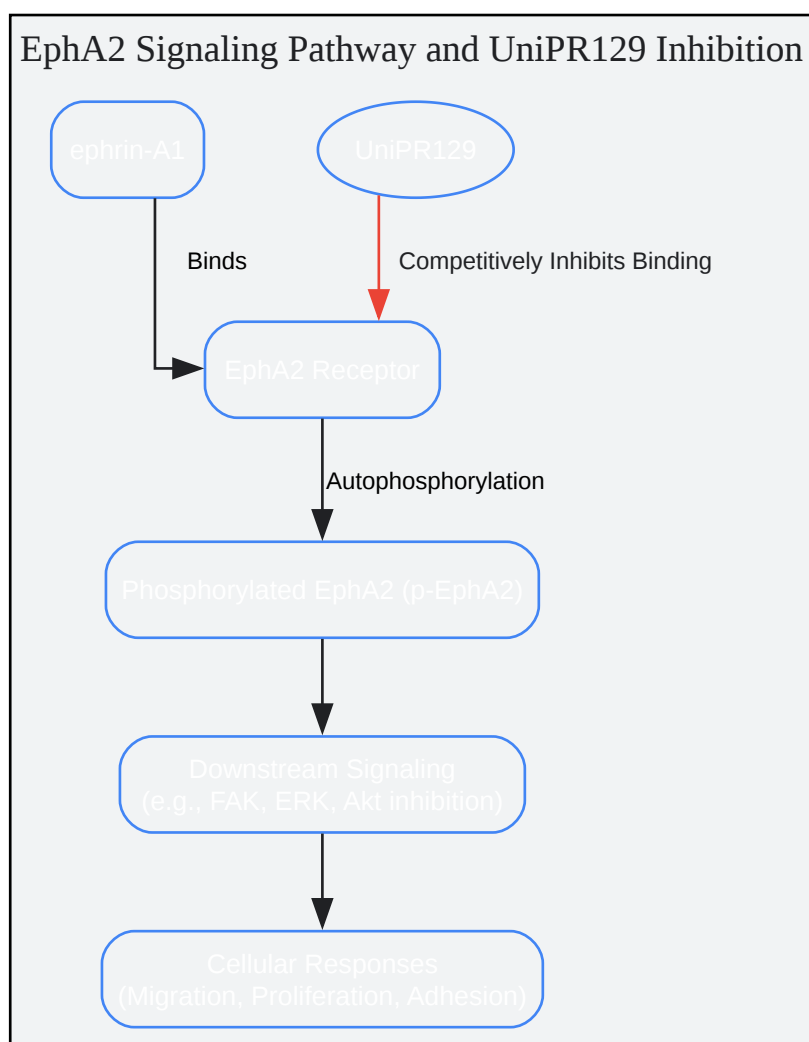 EphA2 Signaling Pathway and UniPR129 Inhibition
ephrin-A1
UniPR129
Binds
Competitively Inhibits Binding
EphA2 Receptor
Autophosphorylation
Phosphorylated EphA2 (p-EphA2)
Downstream Signaling
(e.g., FAK, ERK, Akt inhibition)
Cellular Responses
(Migration, Proliferation, Adhesion)